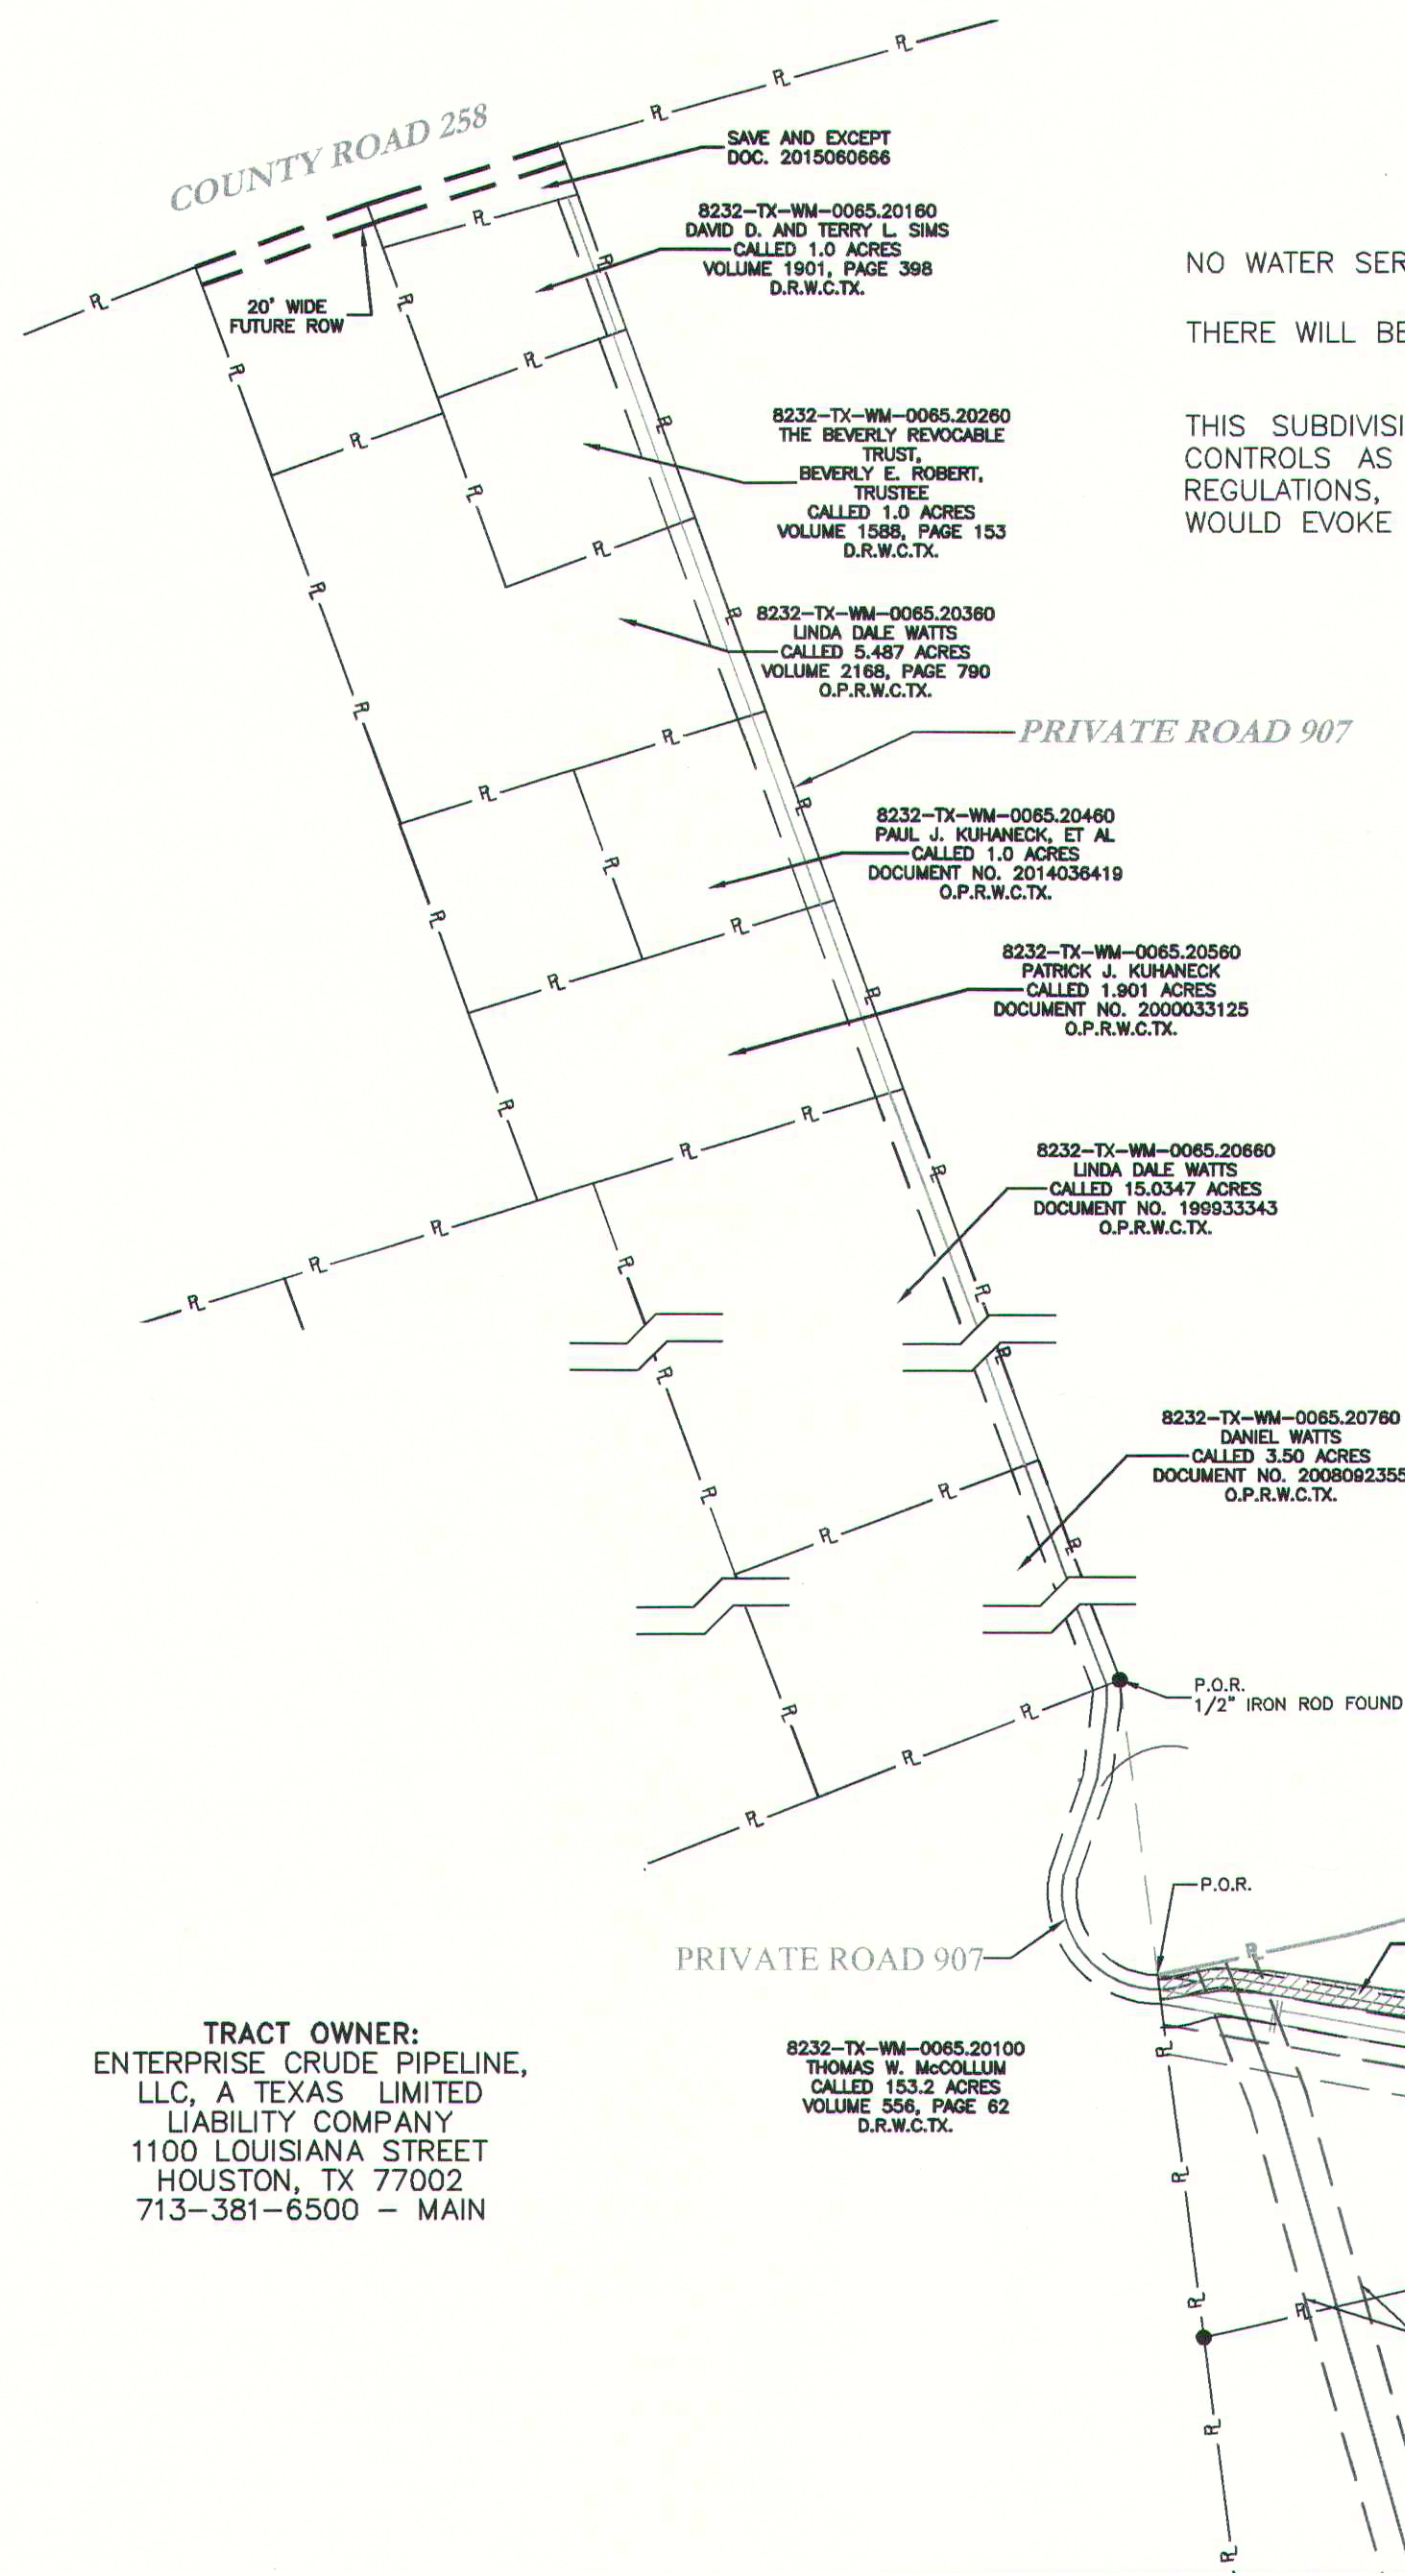 COUNTY ROAD 258
SAVE AND EXCEPT
DOC. 2015060666
8232-TX-WM-0065.20160
DAVID D. AND TERRY L. SIMS
CALLED 1.0 ACRES
VOLUME 1901, PAGE 398
D.R.W.C.TX.
20' WIDE
FUTURE ROW
NO WATER SER
THERE WILL BE
THIS SUBDIVISI
CONTROLS AS
REGULATIONS,
WOULD EVOKE
8232-TX-WM-0065.20260
THE BEVERLY REVOCABLE
TRUST,
BEVERLY E. ROBERT,
TRUSTEE
CALLED 1.0 ACRES
VOLUME 1588, PAGE 153
D.R.W.C.TX.
8232-TX-WM-0065.20360
LINDA DALE WATTS
CALLED 5.487 ACRES
VOLUME 2168, PAGE 790
O.P.R.W.C.TX.
PRIVATE ROAD 907
8232-TX-WM-0065.20460
PAUL J. KUHANECK, ET AL
CALLED 1.0 ACRES
DOCUMENT NO. 2014036419
O.P.R.W.C.TX.
8232-TX-WM-0065.20560
PATRICK J. KUHANECK
CALLED 1.901 ACRES
DOCUMENT NO. 2000033125
O.P.R.W.C.TX.
8232-TX-WM-0065.20660
LINDA DALE WATTS
CALLED 15.0347 ACRES
DOCUMENT NO. 199933343
O.P.R.W.C.TX.
8232-TX-WM-0065.20760
DANIEL WATTS
CALLED 3.50 ACRES
DOCUMENT NO. 2008092355
O.P.R.W.C.TX.
P.O.R.
1/2" IRON ROD FOUND
P.O.R.
PRIVATE ROAD 907
8232-TX-WM-0065.20100
THOMAS W. McCOLLUM
CALLED 153.2 ACRES
VOLUME 556, PAGE 62
D.R.W.C.TX.
TRACT OWNER:
ENTERPRISE CRUDE PIPELINE,
LLC, A TEXAS LIMITED
LIABILITY COMPANY
1100 LOUISIANA STREET
HOUSTON, TX 77002
713-381-6500 - MAIN